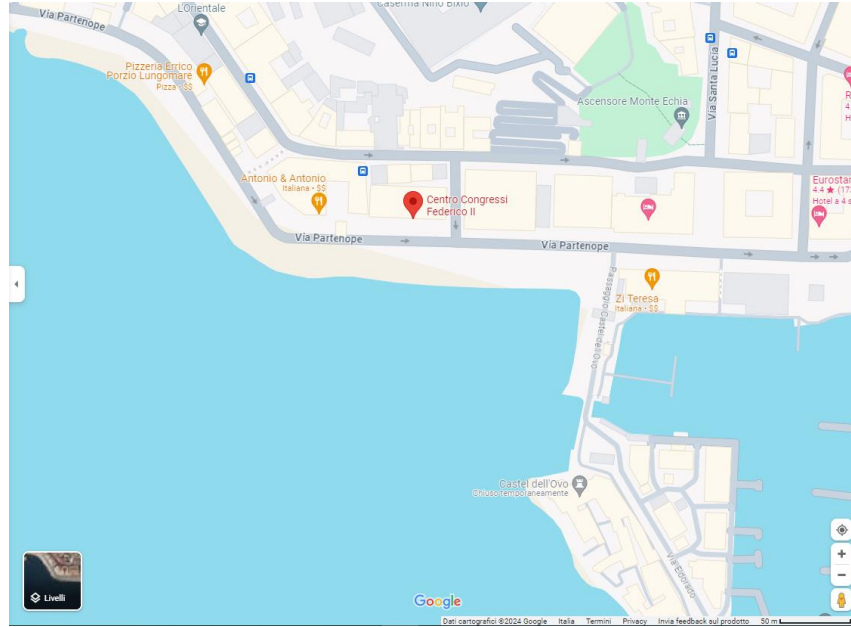 Via Partenope
L'Orientale
Caserma Nino Bixio
Pizzeria Errico
Porzio Lungomare
Pizza • $$
Ascensore Monte Echia
Via Santa Lucia
R
4.
H
Antonio & Antonio
Italiana • $$
Centro Congressi
Federico II
Eurostar
4.4 ★ (17
Hotel a 4 s
Via Partenope
Via Partenope
Passaggio Castel dell'Ovo
Zi Teresa
Italiana • $$
Castel dell'Ovo
Chiuso temporaneamente
Via Eldorado
Livelli
Google
Dati cartografici ©2024 Google Italia Termini Privacy Invia feedback sul prodotto 50 m